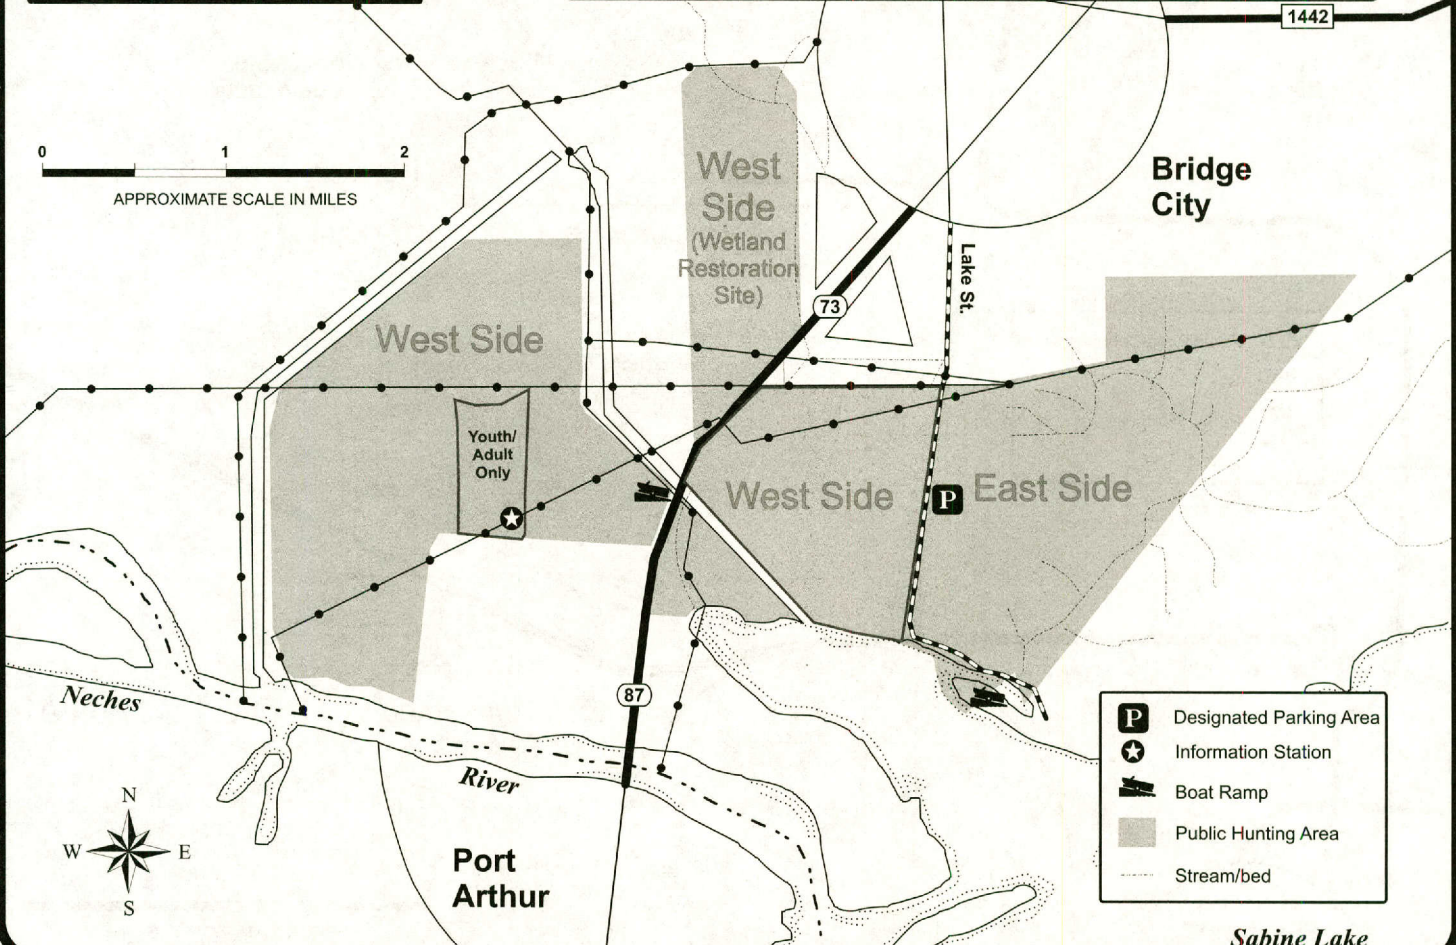 1442
0 1 2
APPROXIMATE SCALE IN MILES
Bridge
City
West
Side
(Wetland
Restoration
Site)
Lake St.
73
West Side
Youth/
Adult
Only
West Side
P
East Side
87
Neches
River
Port
Arthur
N
W E
S
P Designated Parking Area
Information Station
Boat Ramp
Public Hunting Area
Stream/bed
Sabine Lake